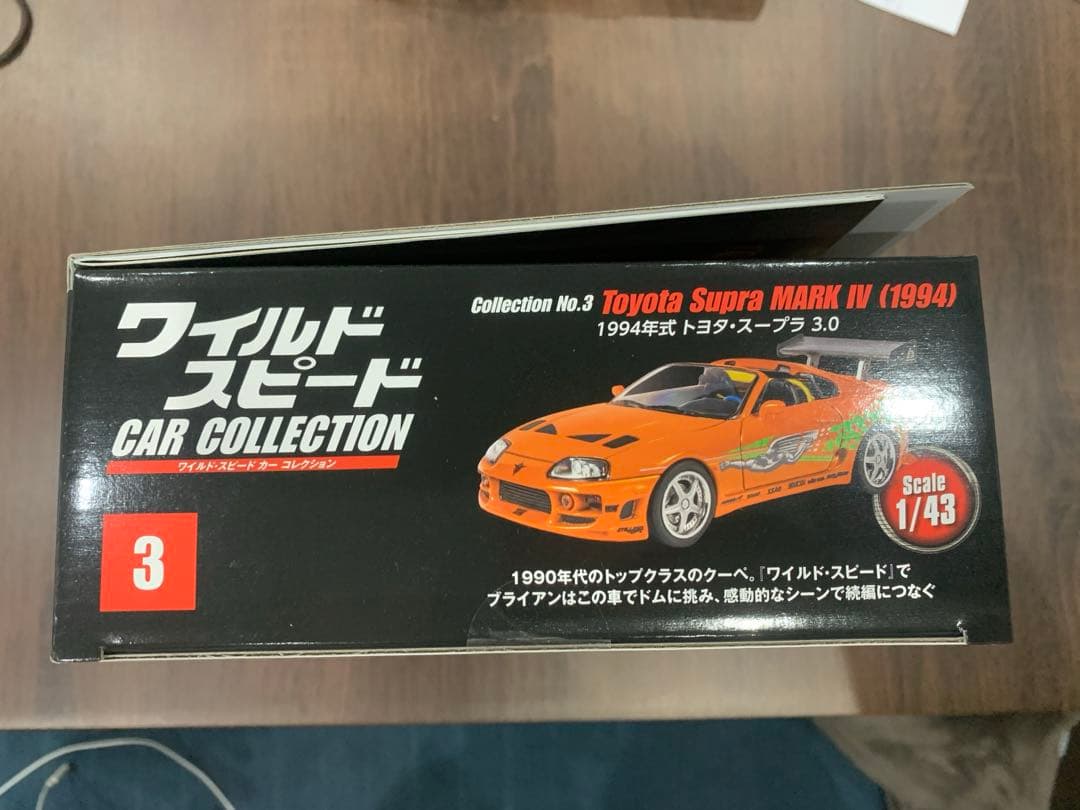 ワイルド
スピード
CAR COLLECTION
ワイルド・スピード カー コレクション
3
Collection No.3 Toyota Supra MARK IV (1994)
1994年式 トヨタ・スープラ 3.0
Scale
1/43
1990年代のトップクラスのクーペ。『ワイルド・スピード』で
ブライアンはこの車でドムに挑み、感動的なシーンで続編につなぐ